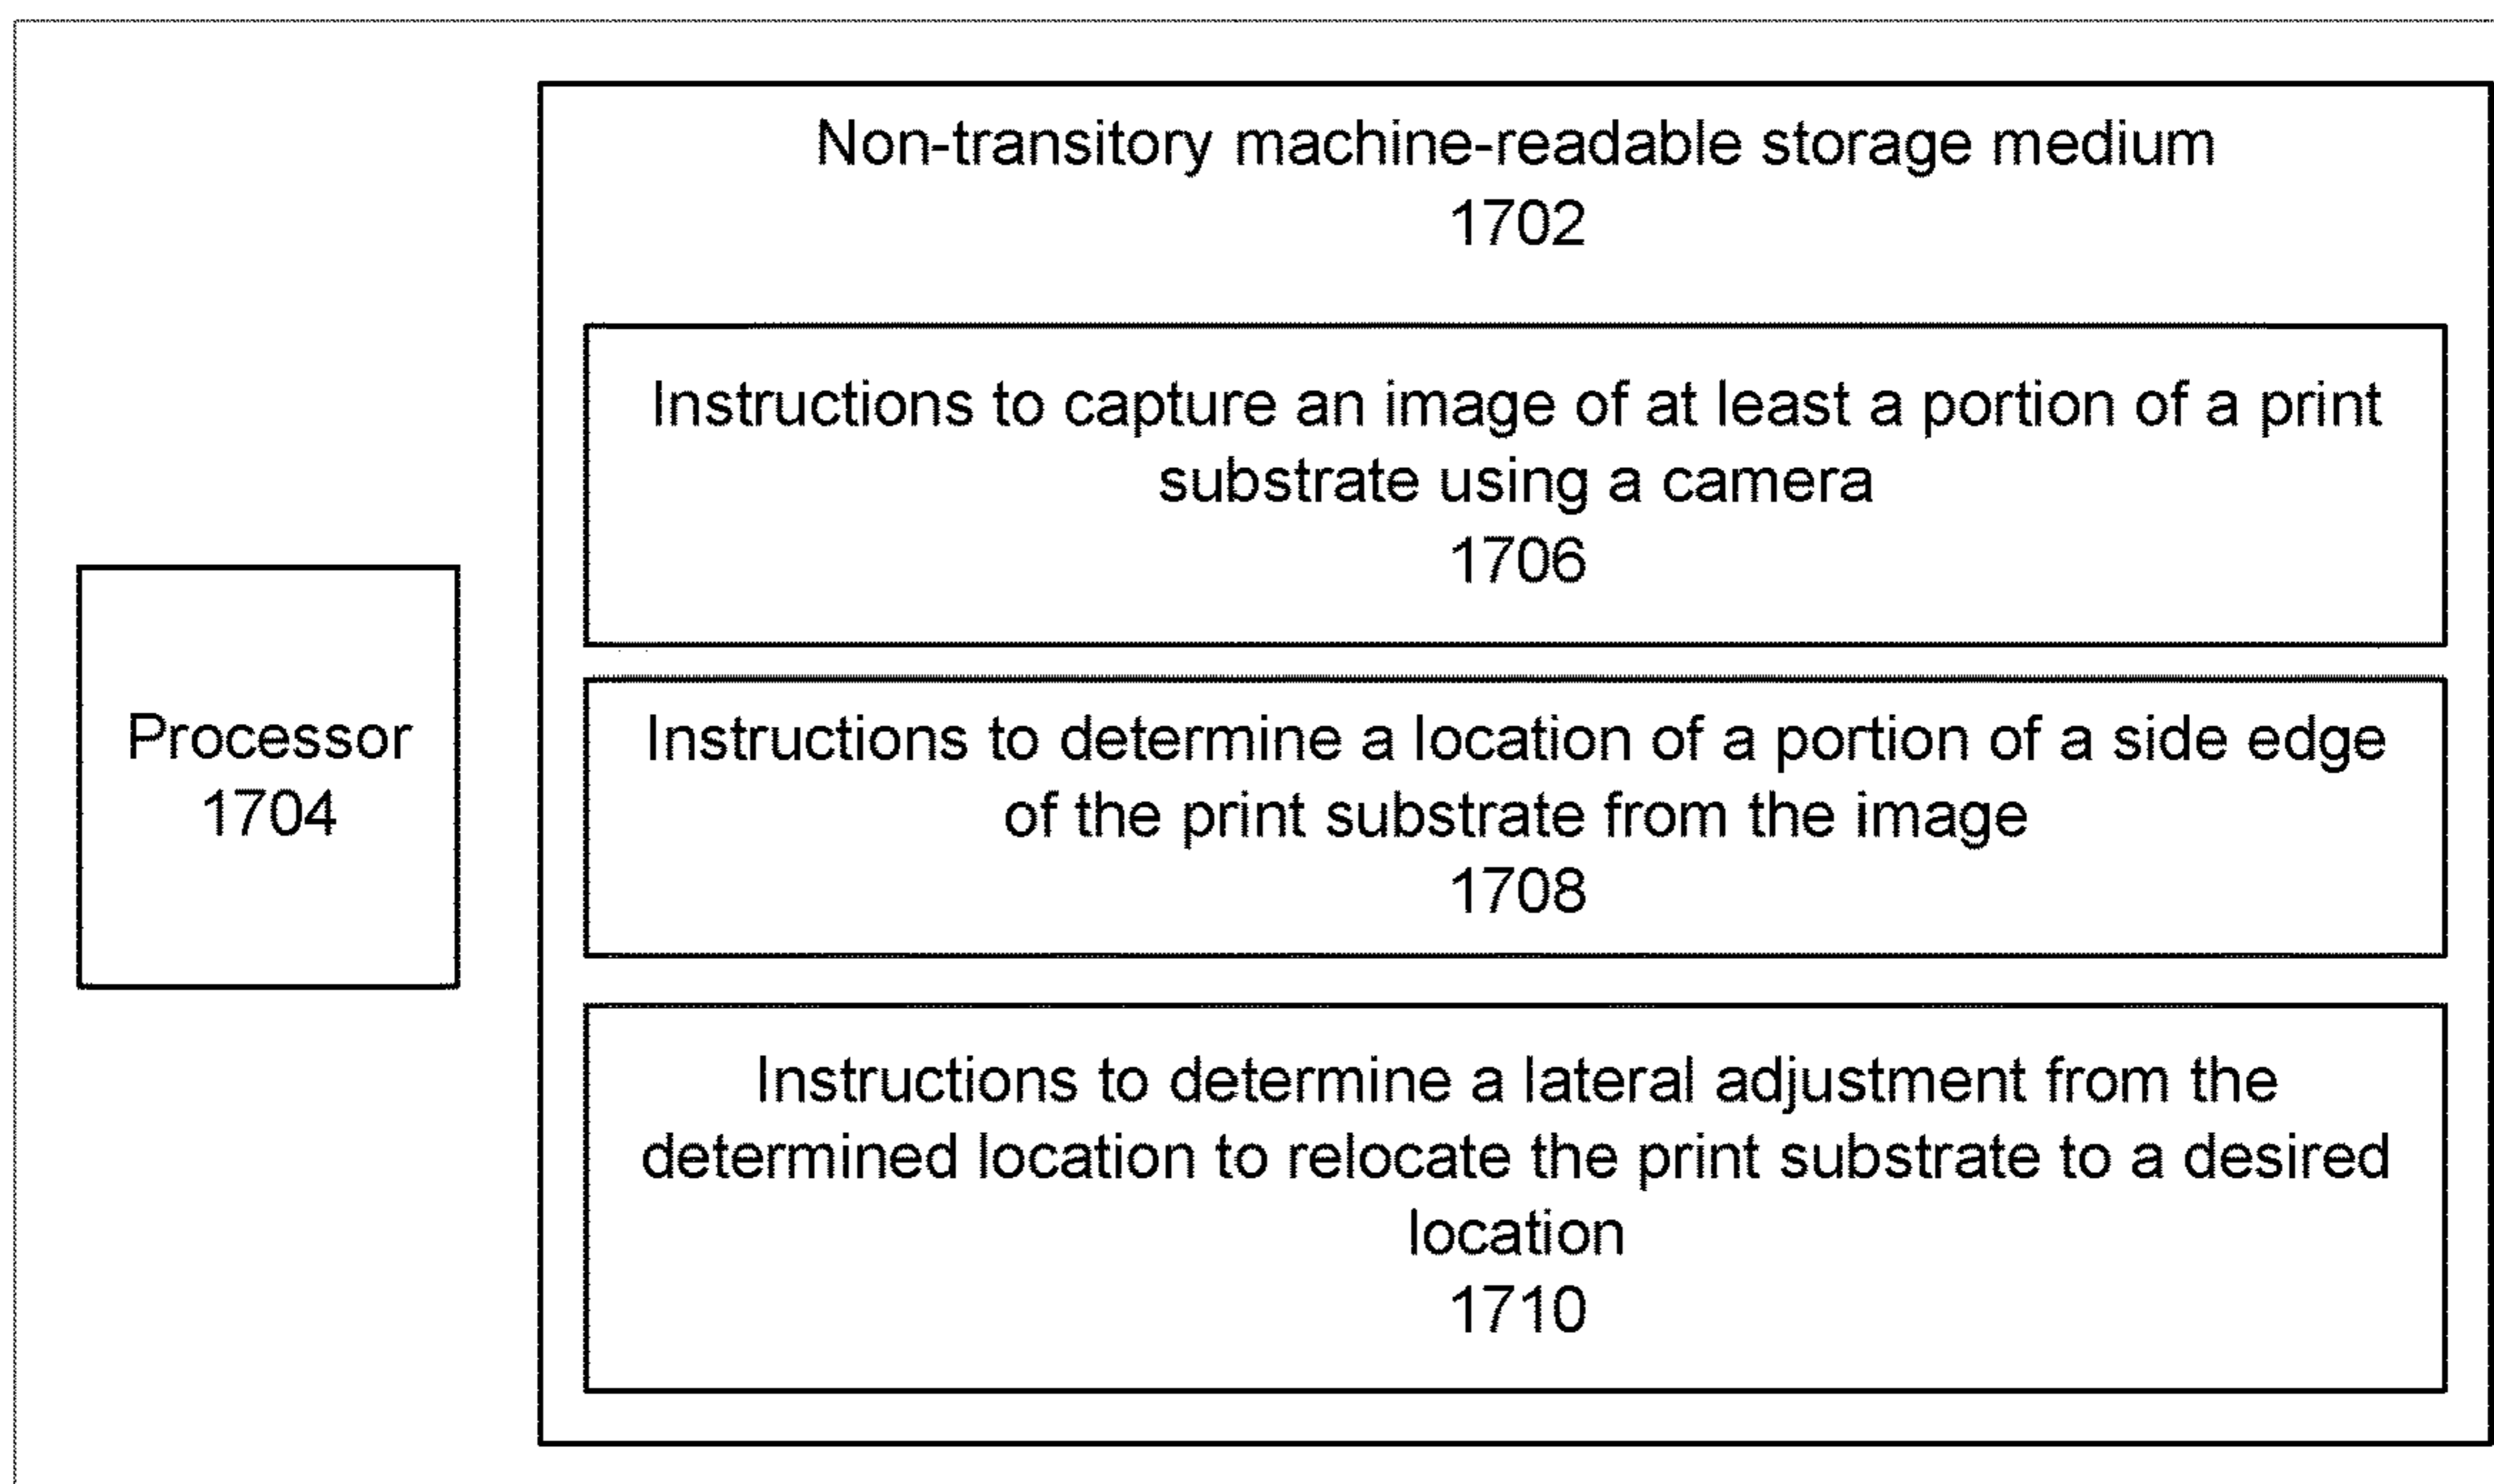 Non-transitory machine-readable storage medium
1702
Instructions to capture an image of at least a portion of a print
substrate using a camera
1706
Processor
1704
Instructions to determine a location of a portion of a side edge
of the print substrate from the image
1708
Instructions to determine a lateral adjustment from the
determined location to relocate the print substrate to a desired
location
1710